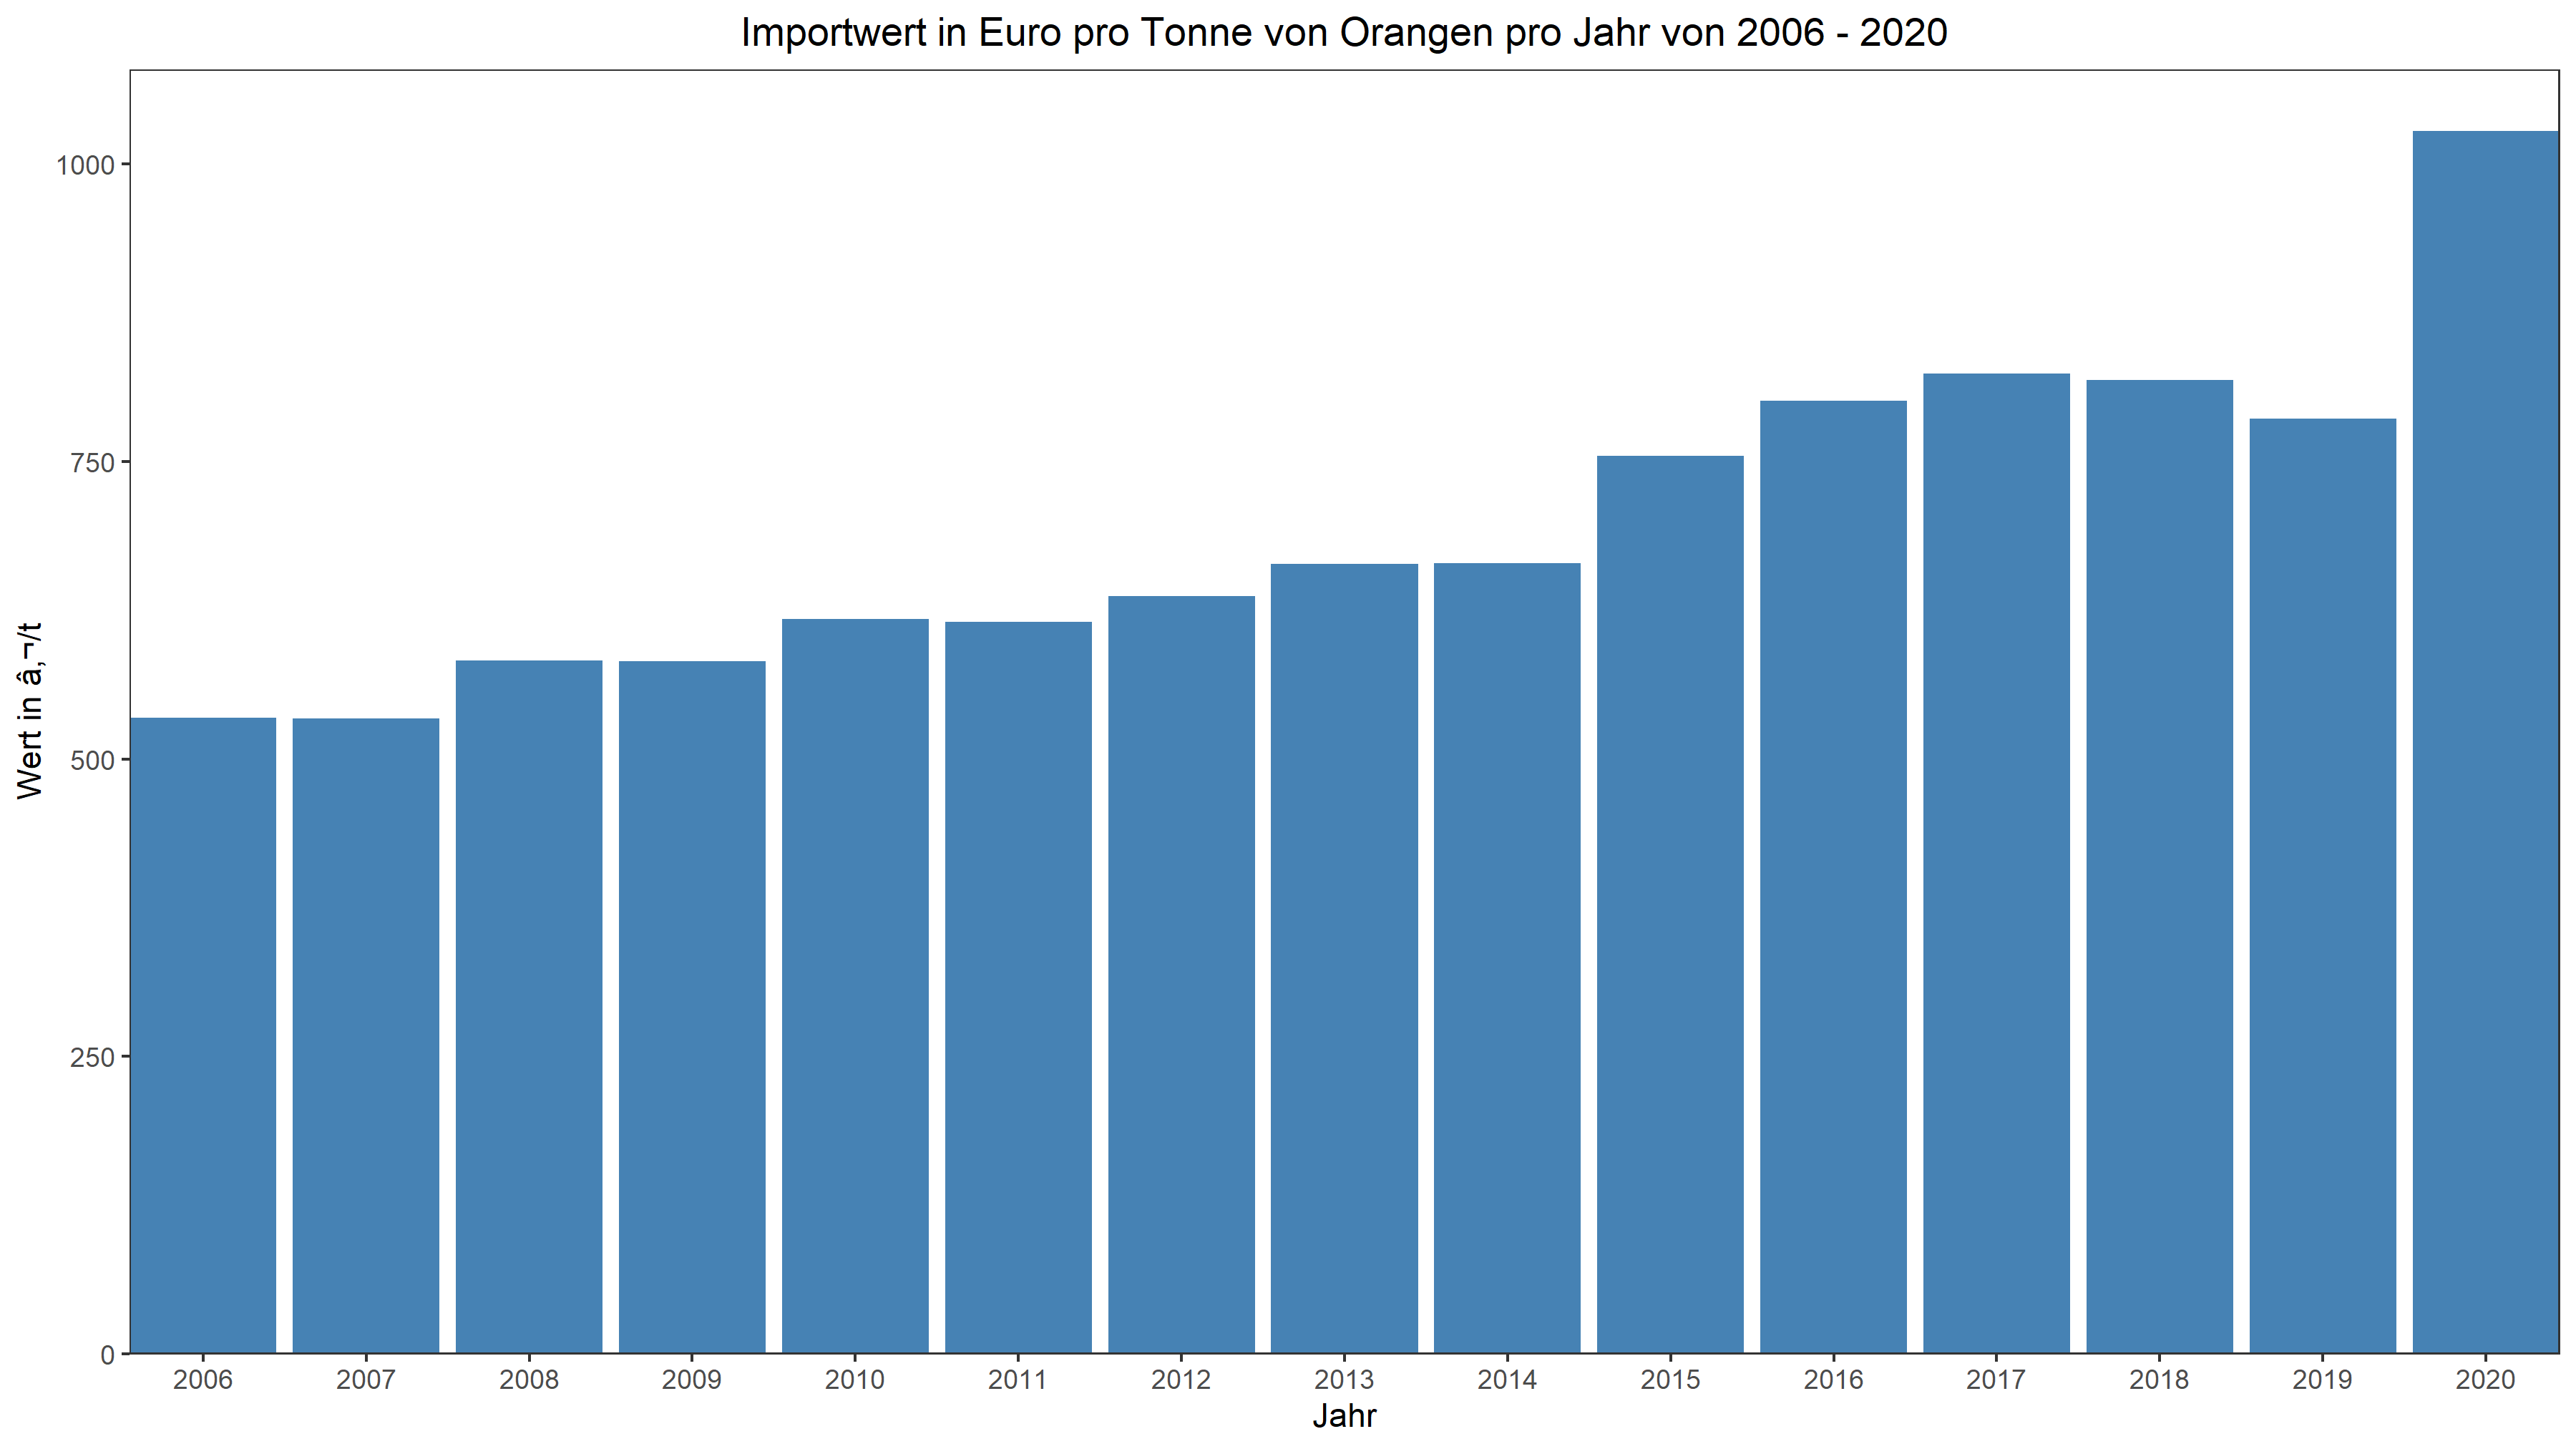 Importwert in Euro pro Tonne von Orangen pro Jahr von 2006 - 2020
Wert in â‚¬/t
1000
750
500
250
0
2006 2007 2008 2009 2010 2011 2012 2013 2014 2015 2016 2017 2018 2019 2020
Jahr